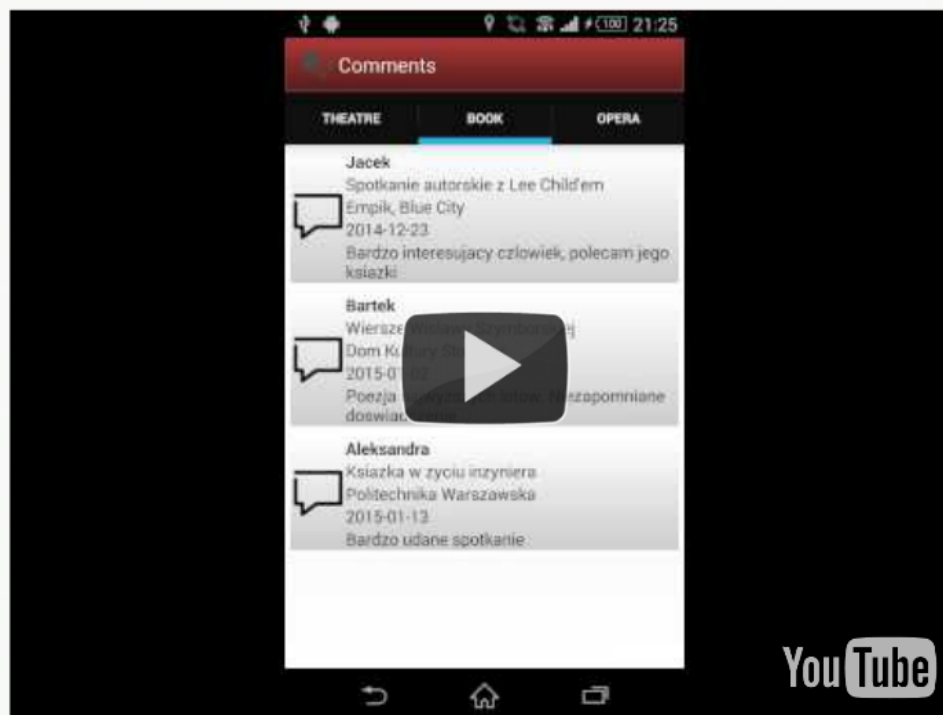 100 21:25
Comments
THEATRE BOOK OPERA
Jacek
Spotkanie autorskie z Lee Child'em
Empik, Blue City
2014-12-23
Bardzo interesujacy czlowiek, polecam jego
ksiazki
Bartek
Wiersze
Dom
2015-01-02
Poezja Niezapomniane
Aleksandra
Ksiazka w zyciu inzyniera
Politechnika Warszawska
2015-01-13
Bardzo udane spotkanie
YouTube